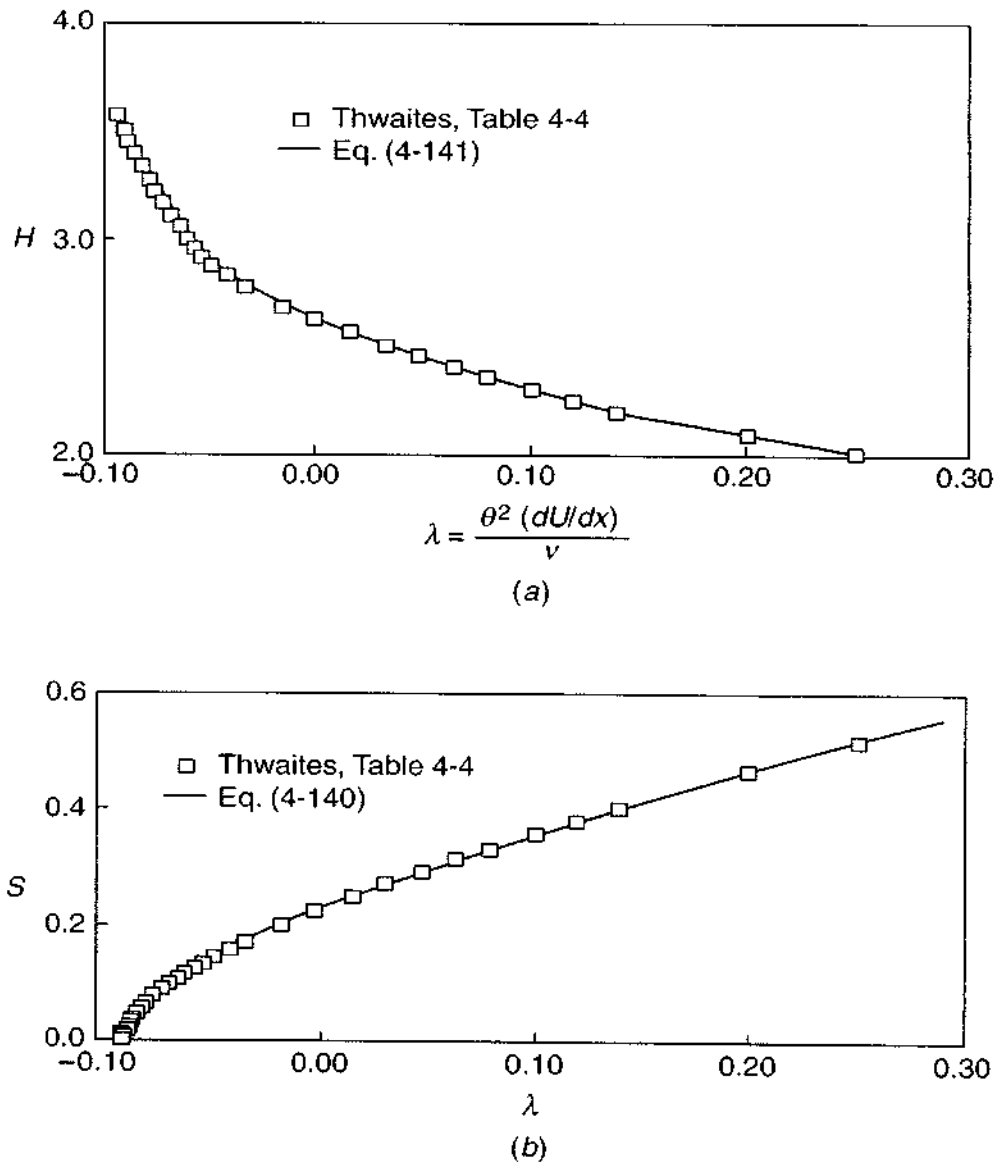 4.0
Thwaites, Table 4-4
Eq. (4-141)
H
3.0
2.0
−0.10 0.00 0.10 0.20 0.30
λ = θ² (dU/dx) / ν
(a)
0.6
Thwaites, Table 4-4
Eq. (4-140)
0.4
S
0.2
0.0
−0.10 0.00 0.10 0.20 0.30
λ
(b)